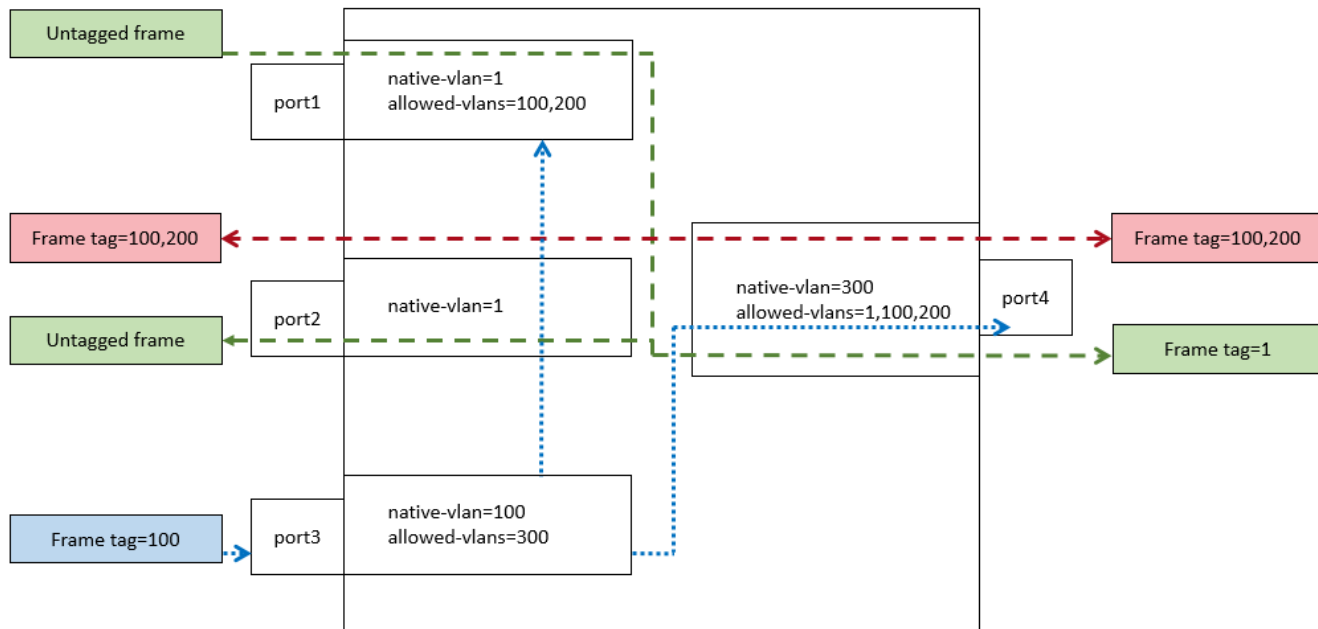 Untagged frame
port1
native-vlan=1
allowed-vlans=100,200
Frame tag=100,200
Frame tag=100,200
port2
native-vlan=1
native-vlan=300
allowed-vlans=1,100,200
port4
Untagged frame
Frame tag=1
Frame tag=100
port3
native-vlan=100
allowed-vlans=300